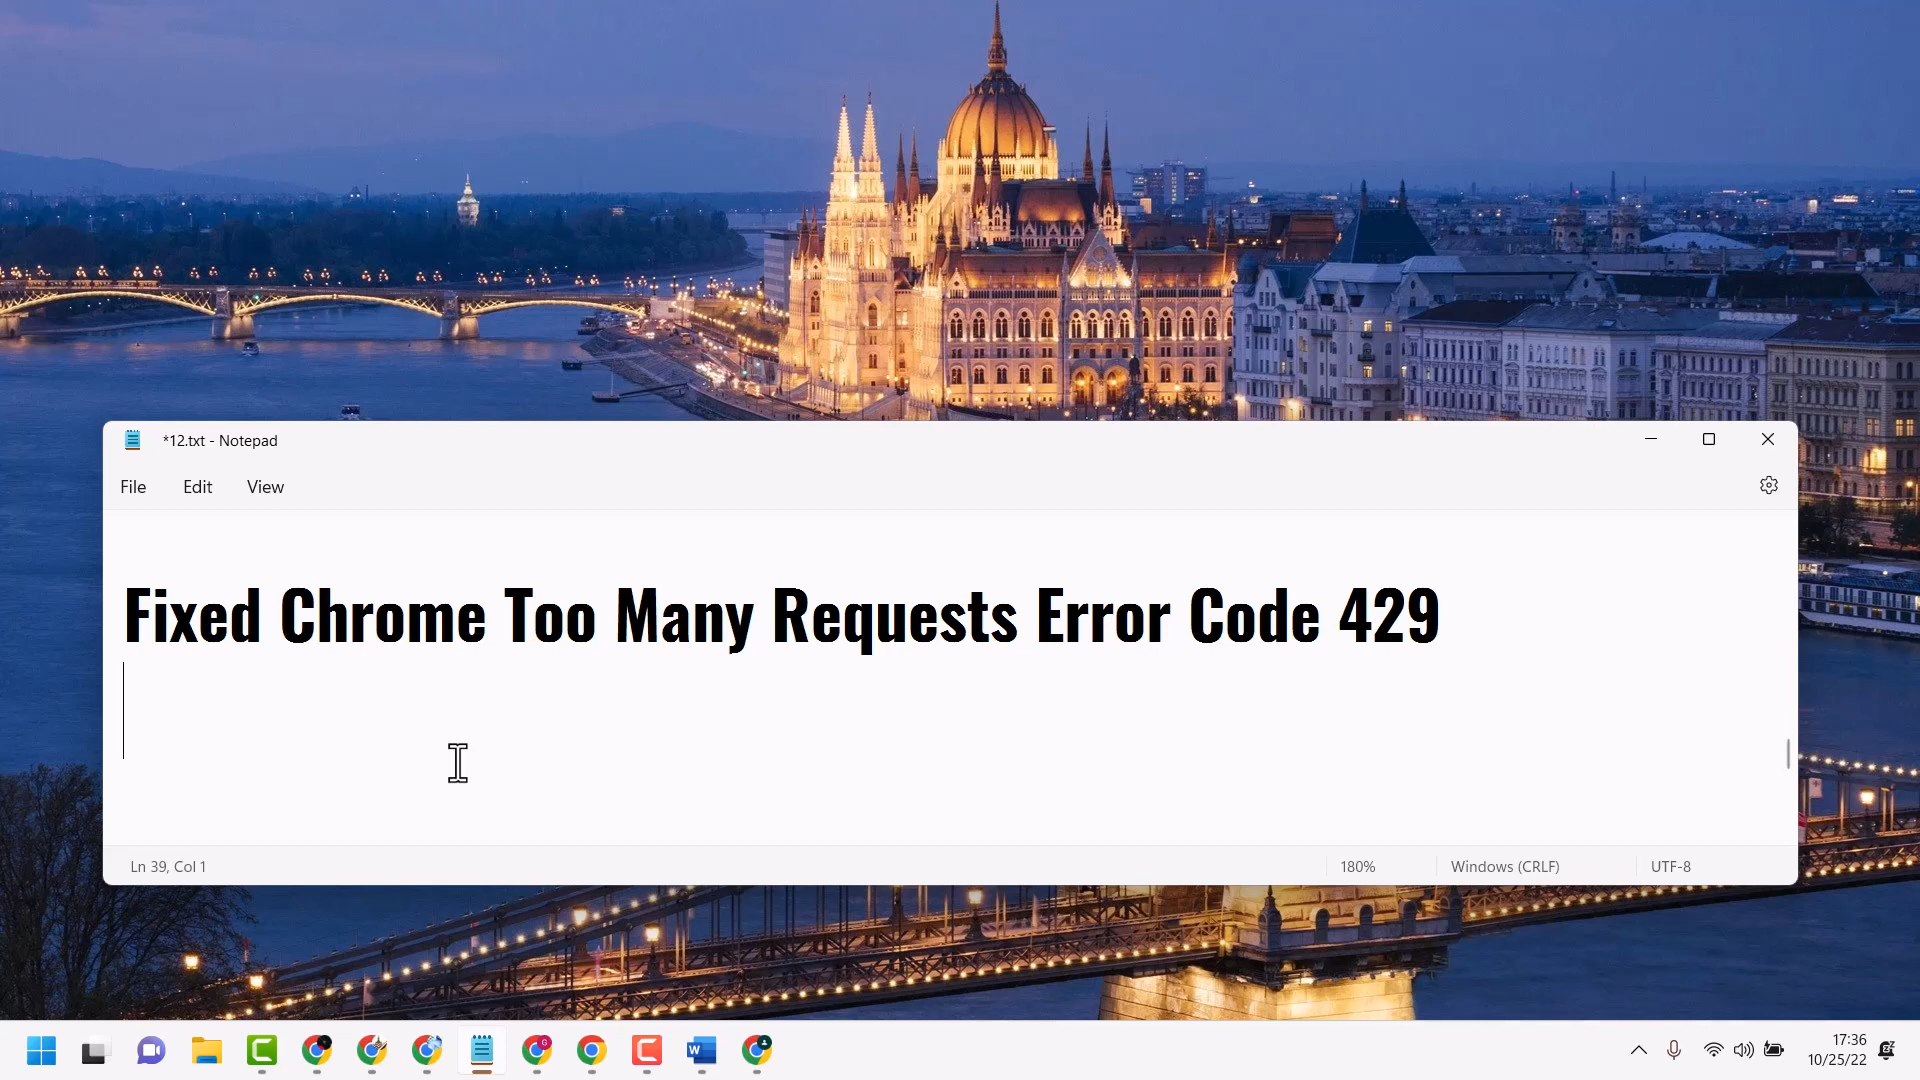 *12.txt - Notepad
File Edit View
Fixed Chrome Too Many Requests Error Code 429
Ln 39, Col 1 180% Windows (CRLF) UTF-8
17:36
10/25/22